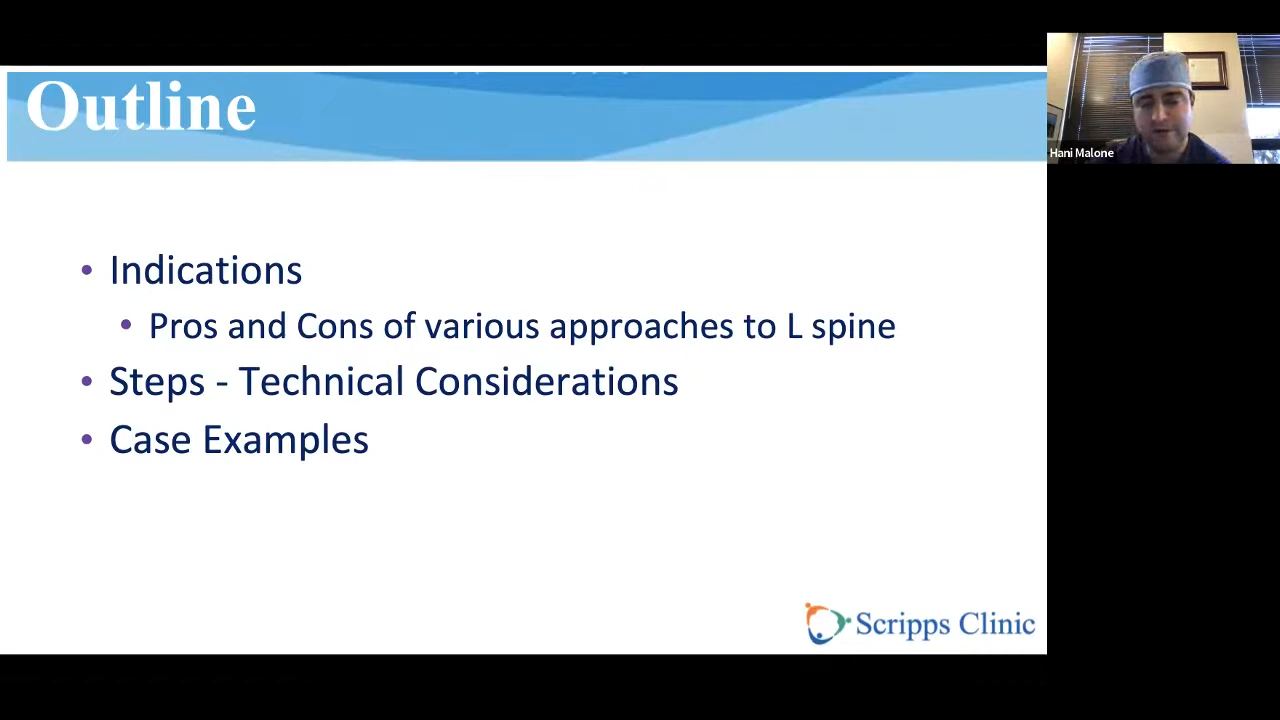 Outline
Hani Malone
Indications
Pros and Cons of various approaches to L spine
Steps - Technical Considerations
Case Examples
Scripps Clinic